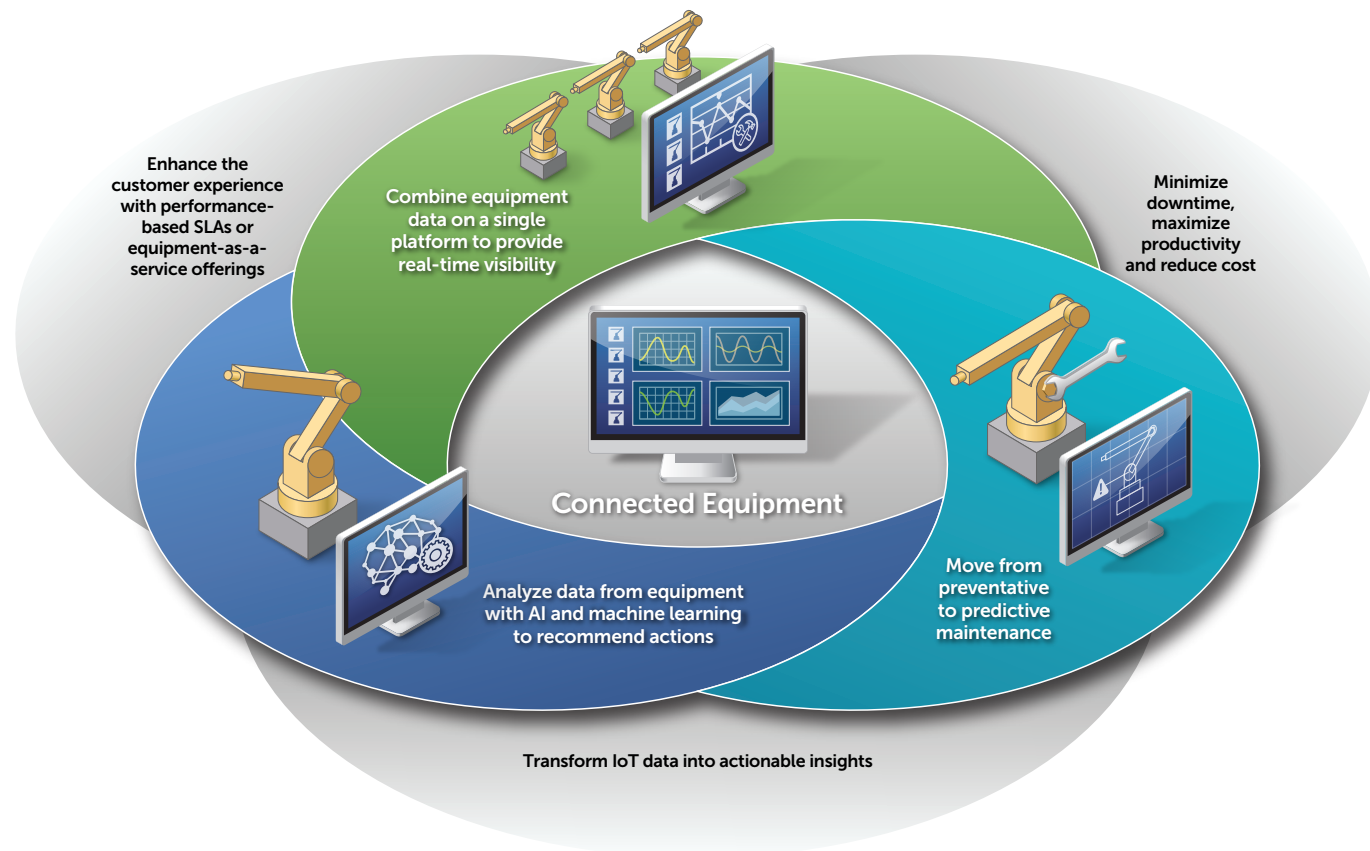 Enhance the
customer experience
with performance-
based SLAs or
equipment-as-a-
service offerings
Combine equipment
data on a single
platform to provide
real-time visibility
Minimize
downtime,
maximize
productivity
and reduce cost
Connected Equipment
Analyze data from equipment
with AI and machine learning
to recommend actions
Move from
preventative
to predictive
maintenance
Transform IoT data into actionable insights